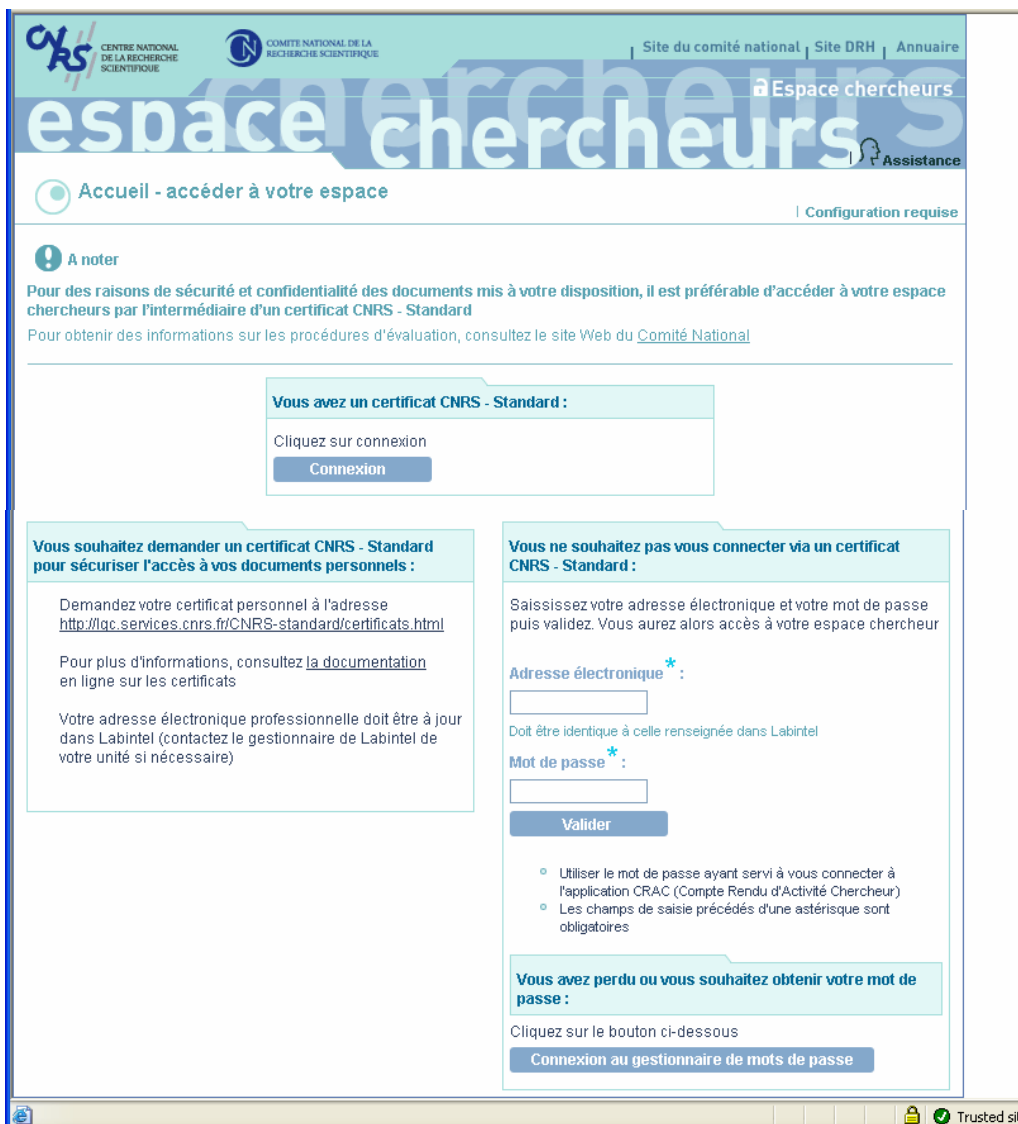 CNRS
CENTRE NATIONAL
DE LA RECHERCHE
SCIENTIFIQUE
CN
COMITE NATIONAL DE LA
RECHERCHE SCIENTIFIQUE
Site du comité national
Site DRH
Annuaire
chercheurs
Espace chercheurs
espace chercheurs
Assistance
Accueil - accéder à votre espace
Configuration requise
A noter
Pour des raisons de sécurité et confidentialité des documents mis à votre disposition, il est préférable d'accéder à votre espace
chercheurs par l'intermédiaire d'un certificat CNRS - Standard
Pour obtenir des informations sur les procédures d'évaluation, consultez le site Web du Comité National
Vous avez un certificat CNRS - Standard :
Cliquez sur connexion
Connexion
Vous souhaitez demander un certificat CNRS - Standard
pour sécuriser l'accès à vos documents personnels :
Demandez votre certificat personnel à l'adresse
http://lqc.services.cnrs.fr/CNRS-standard/certificats.html
Pour plus d'informations, consultez la documentation
en ligne sur les certificats
Votre adresse électronique professionnelle doit être à jour
dans Labintel (contactez le gestionnaire de Labintel de
votre unité si nécessaire)
Vous ne souhaitez pas vous connecter via un certificat
CNRS - Standard :
Saississez votre adresse électronique et votre mot de passe
puis validez. Vous aurez alors accès à votre espace chercheur
Adresse électronique * :
Doit être identique à celle renseignée dans Labintel
Mot de passe * :
Valider
Utiliser le mot de passe ayant servi à vous connecter à
l'application CRAC (Compte Rendu d'Activité Chercheur)
Les champs de saisie précédés d'une astérisque sont
obligatoires
Vous avez perdu ou vous souhaitez obtenir votre mot de
passe :
Cliquez sur le bouton ci-dessous
Connexion au gestionnaire de mots de passe
Trusted sit